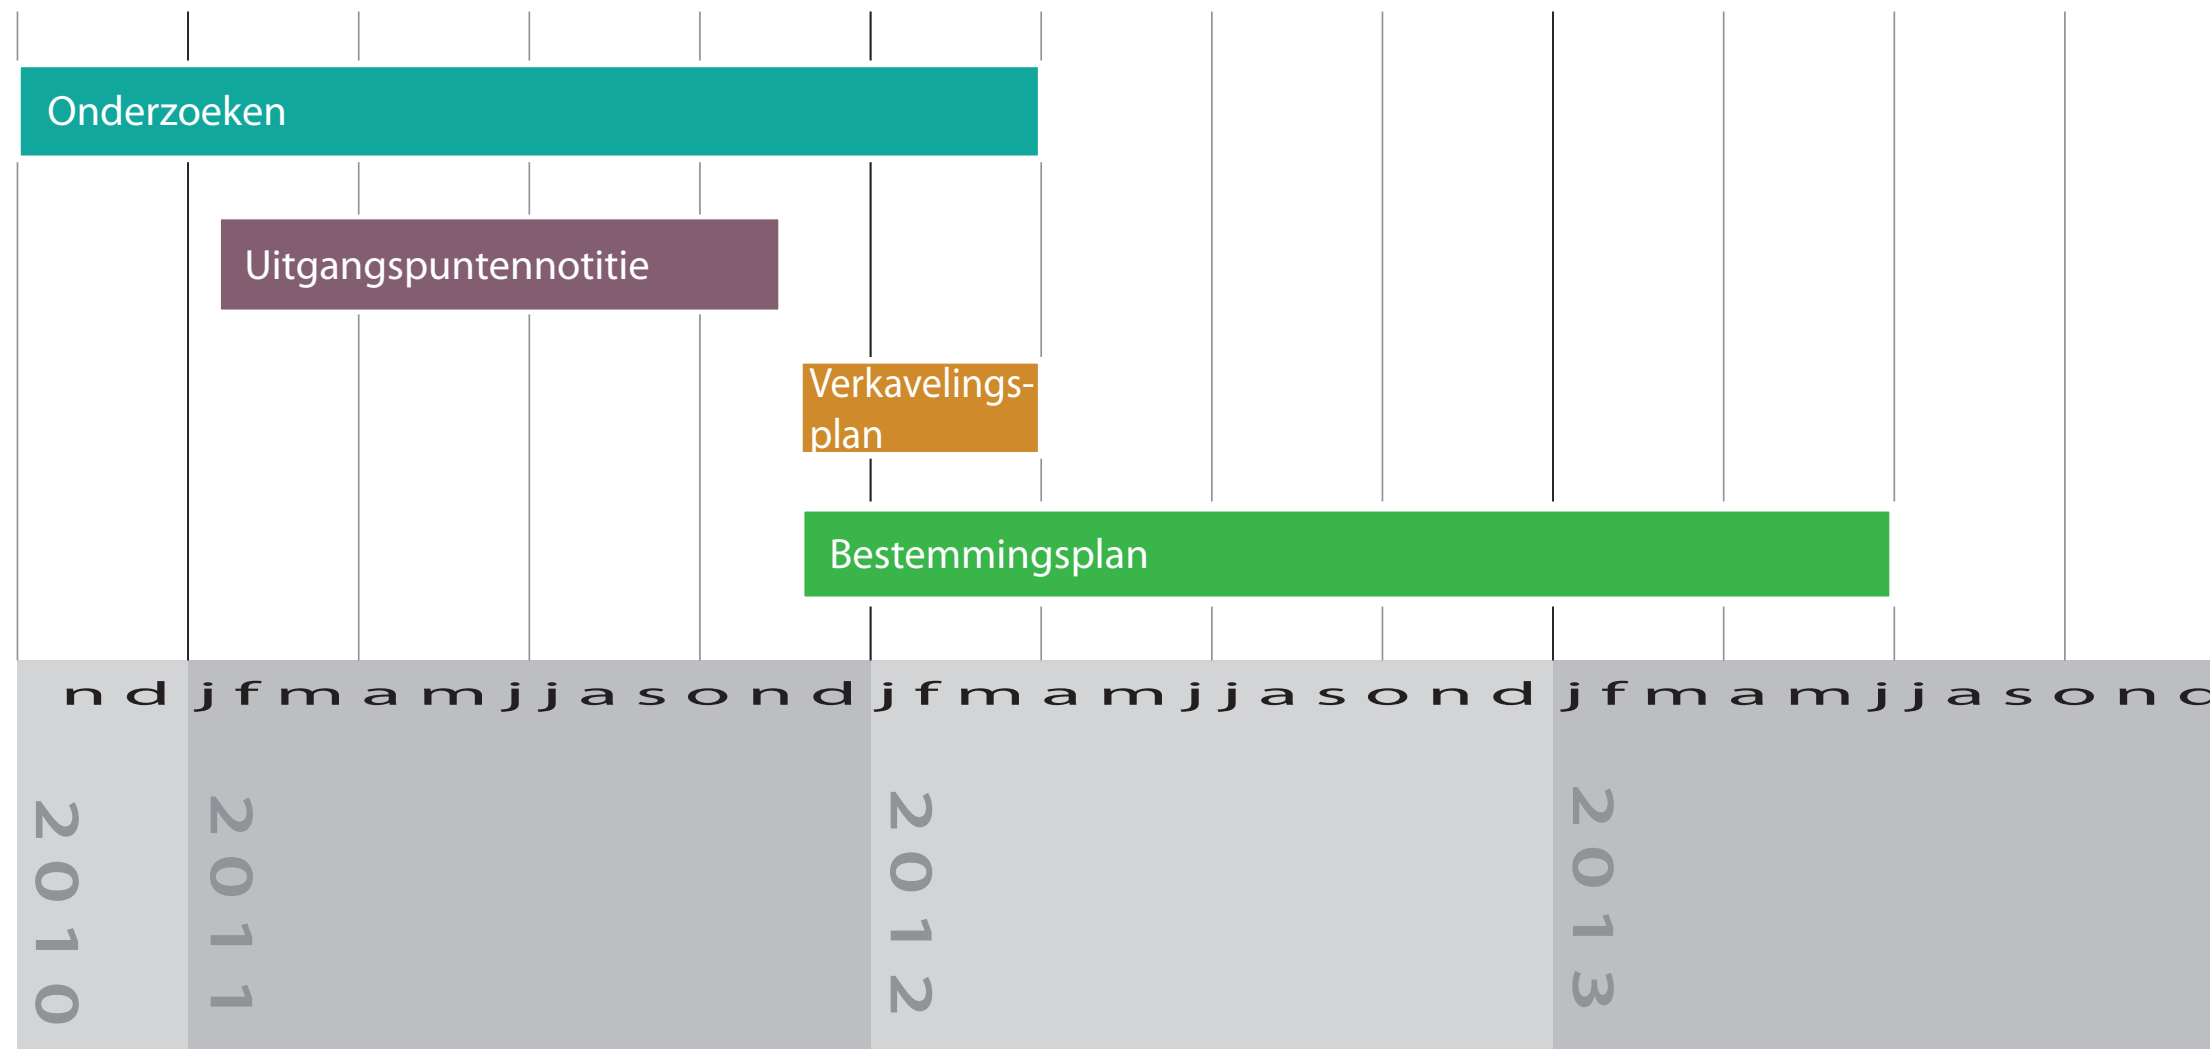 Onderzoeken
Uitgangspuntennotitie
Verkavelings-
plan
Bestemmingsplan
n d j f m a m j j a s o n d j f m a m j j a s o n d j f m a m j j a s o n
2010
2011
2012
2013